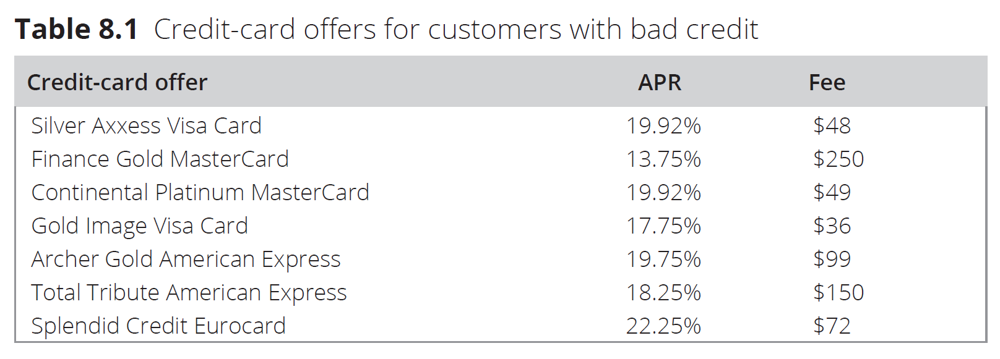 Table 8.1 Credit-card offers for customers with bad credit
Credit-card offer APR Fee
Silver Axxess Visa Card 19.92% $48
Finance Gold MasterCard 13.75% $250
Continental Platinum MasterCard 19.92% $49
Gold Image Visa Card 17.75% $36
Archer Gold American Express 19.75% $99
Total Tribute American Express 18.25% $150
Splendid Credit Eurocard 22.25% $72